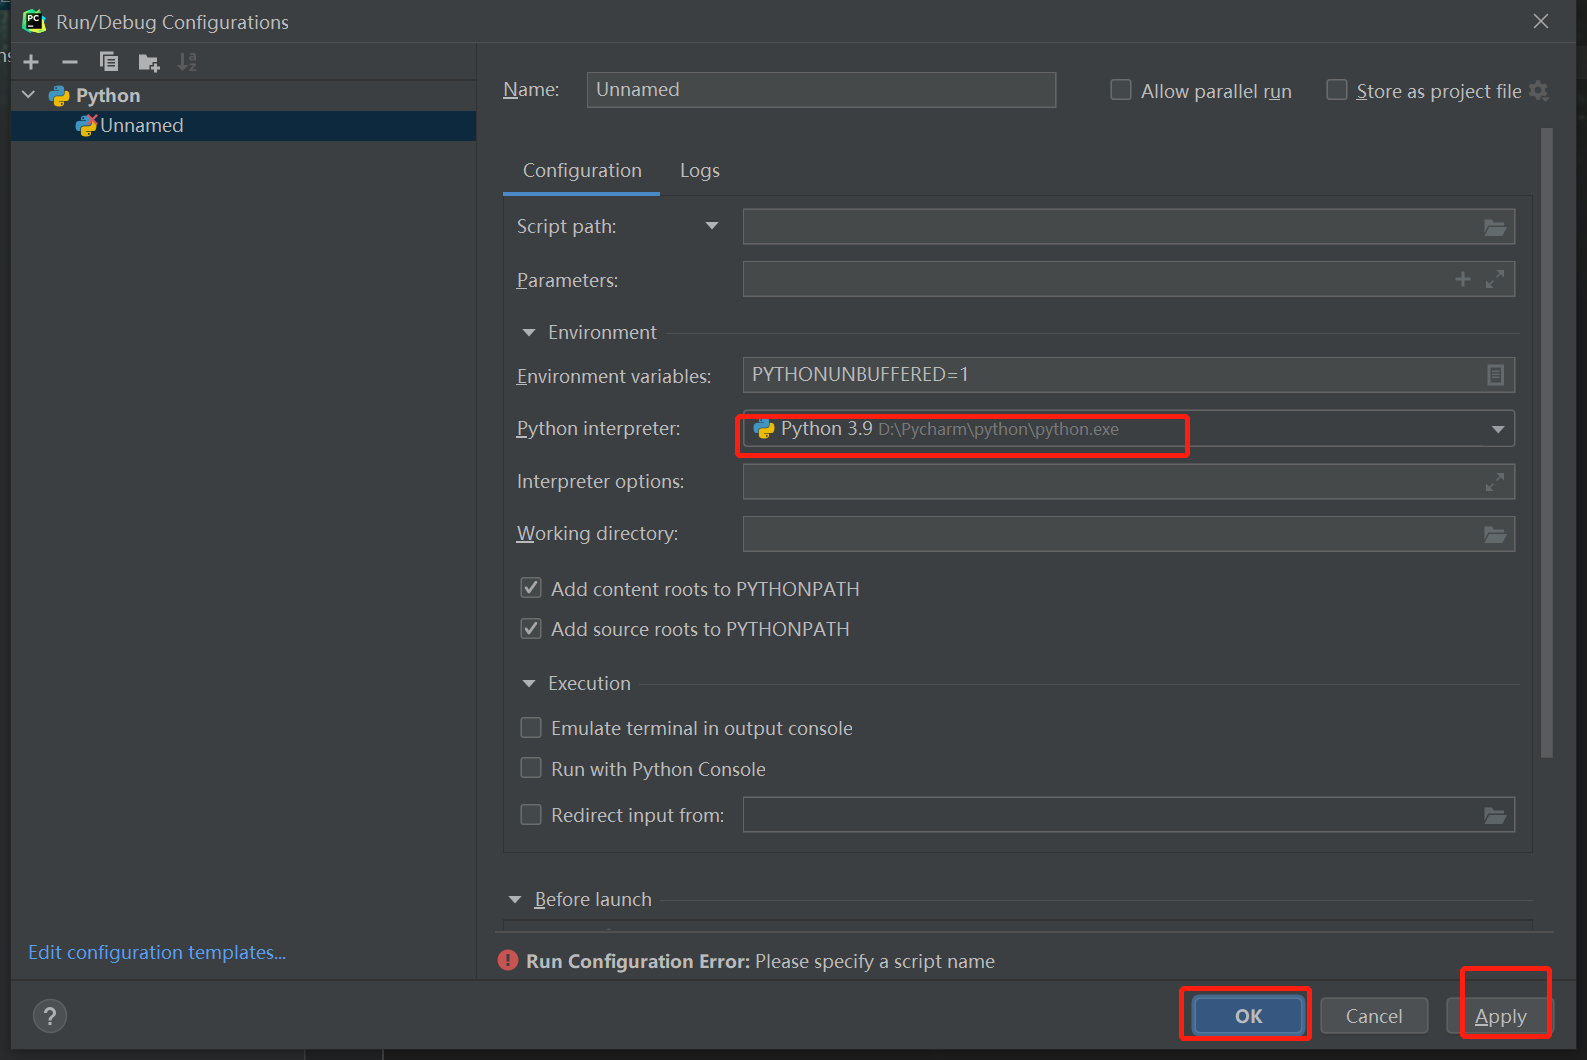 Run/Debug Configurations
Python
Unnamed
Name: Unnamed
Allow parallel run
Store as project file
Configuration
Logs
Script path:
Parameters:
Environment
Environment variables: PYTHONUNBUFFERED=1
Python interpreter: Python 3.9 D:\Pycharm\python\python.exe
Interpreter options:
Working directory:
Add content roots to PYTHONPATH
Add source roots to PYTHONPATH
Execution
Emulate terminal in output console
Run with Python Console
Redirect input from:
Before launch
Edit configuration templates...
Run Configuration Error: Please specify a script name
?
OK
Cancel
Apply